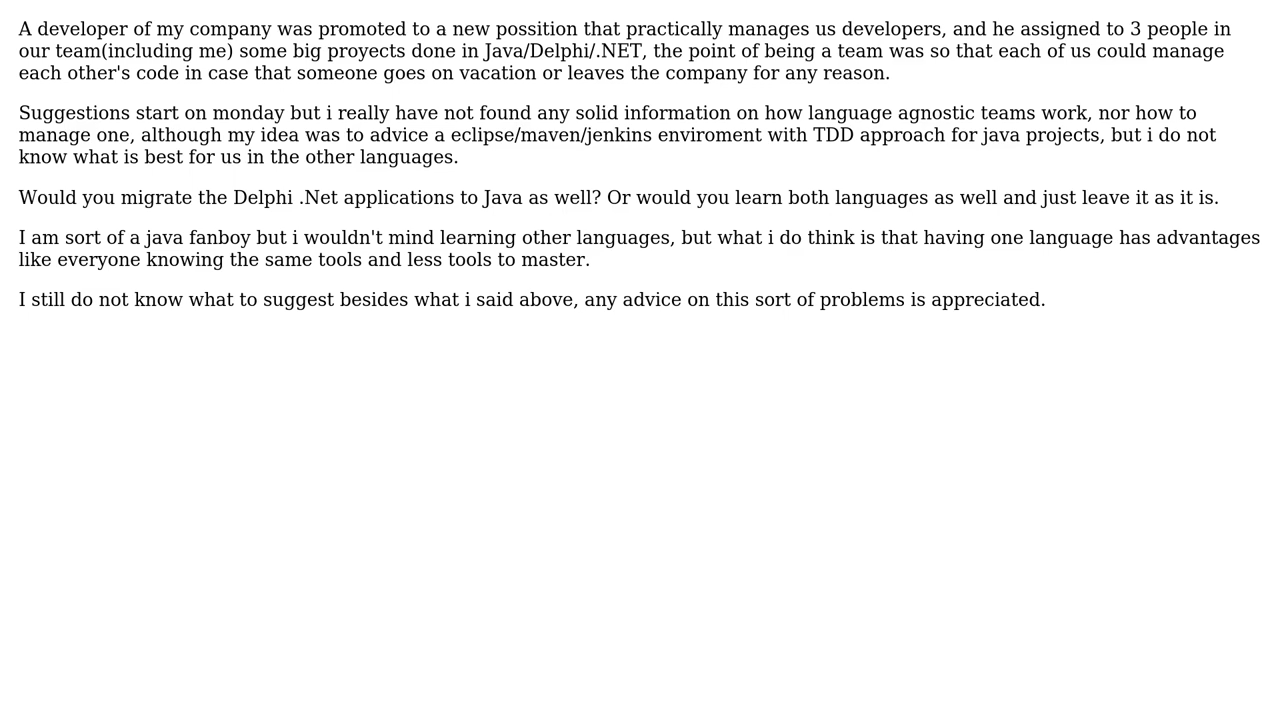 A developer of my company was promoted to a new possition that practically manages us developers, and he assigned to 3 people in
our team(including me) some big proyects done in Java/Delphi/.NET, the point of being a team was so that each of us could manage
each other's code in case that someone goes on vacation or leaves the company for any reason.
Suggestions start on monday but i really have not found any solid information on how language agnostic teams work, nor how to
manage one, although my idea was to advice a eclipse/maven/jenkins enviroment with TDD approach for java projects, but i do not
know what is best for us in the other languages.
Would you migrate the Delphi .Net applications to Java as well? Or would you learn both languages as well and just leave it as it is.
I am sort of a java fanboy but i wouldn't mind learning other languages, but what i do think is that having one language has advantages
like everyone knowing the same tools and less tools to master.
I still do not know what to suggest besides what i said above, any advice on this sort of problems is appreciated.